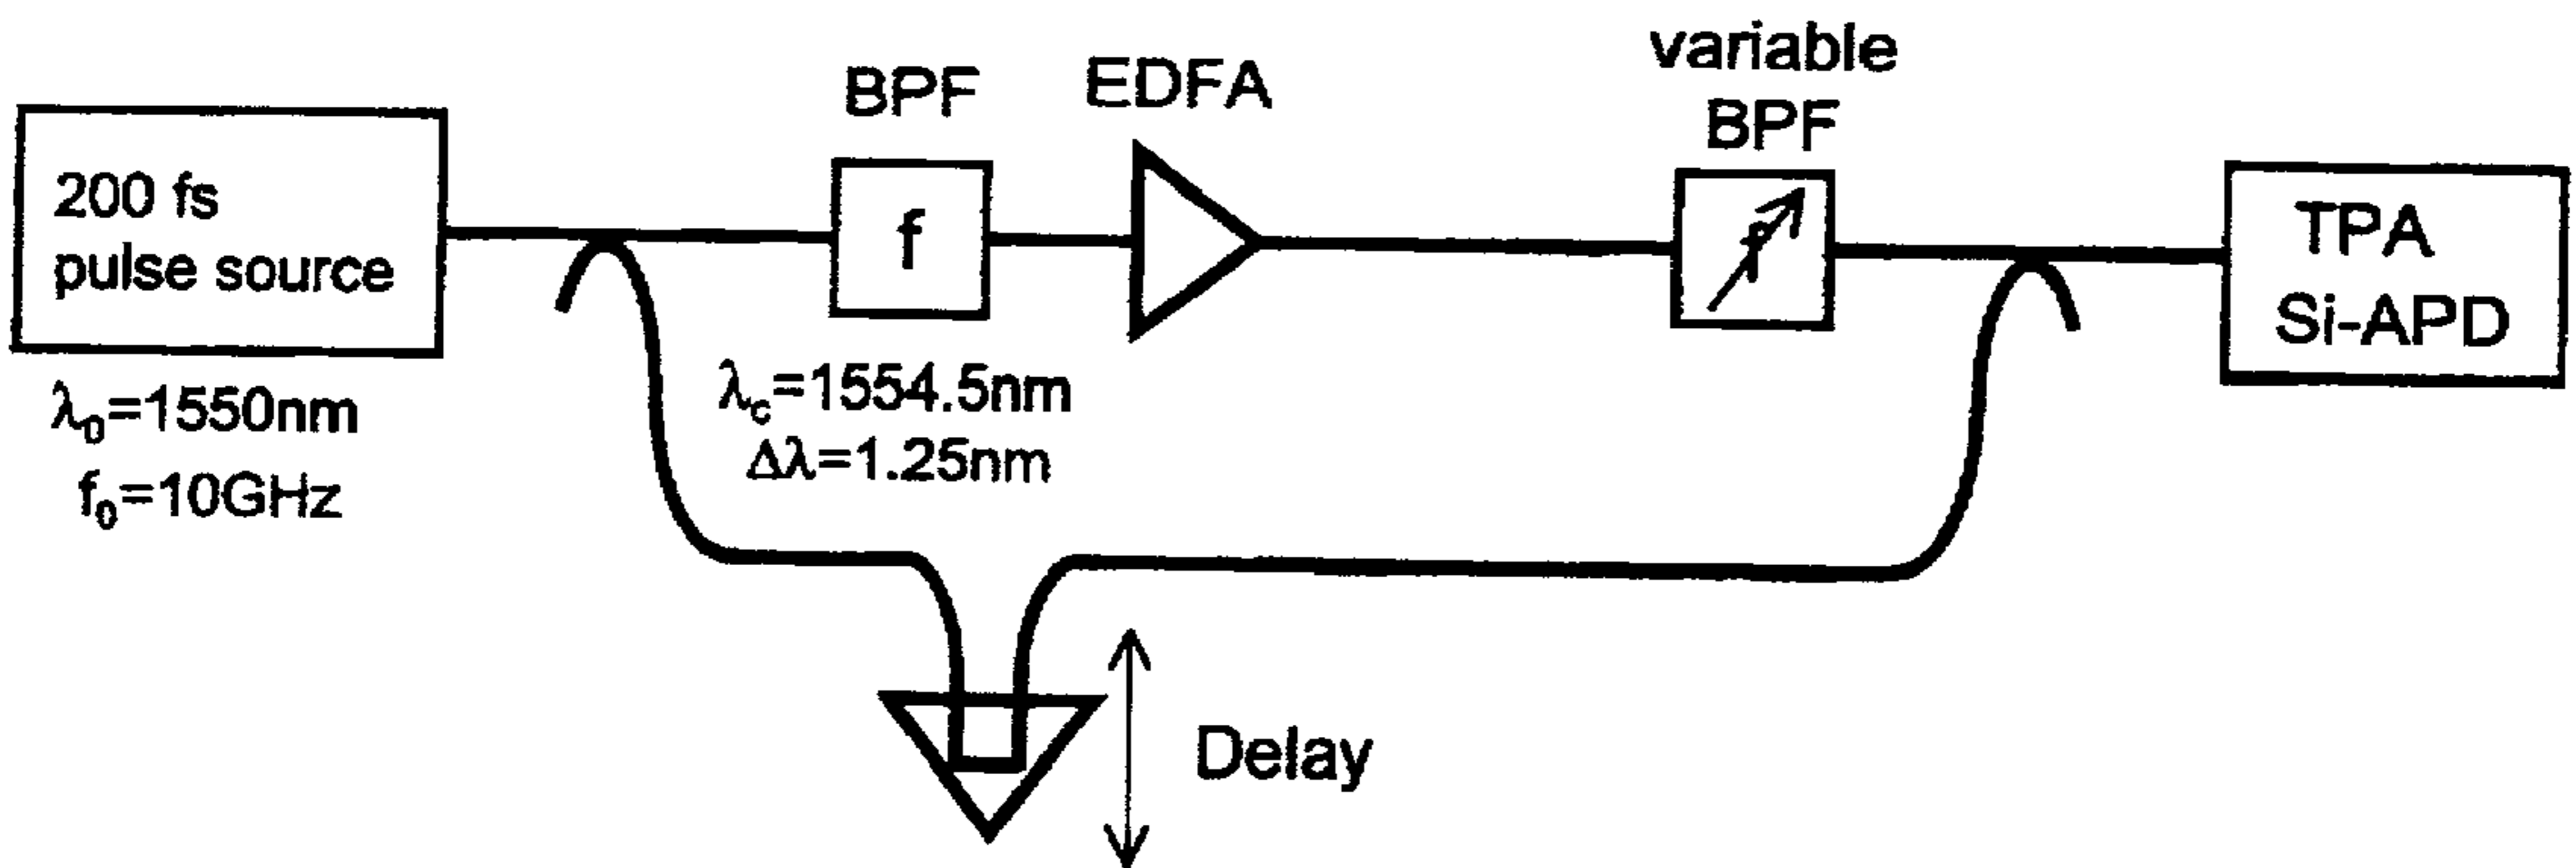 200 fs
pulse source
λ₀=1550nm
f₀=10GHz
BPF
f
λc=1554.5nm
Δλ=1.25nm
EDFA
variable
BPF
f
TPA
Si-APD
Delay